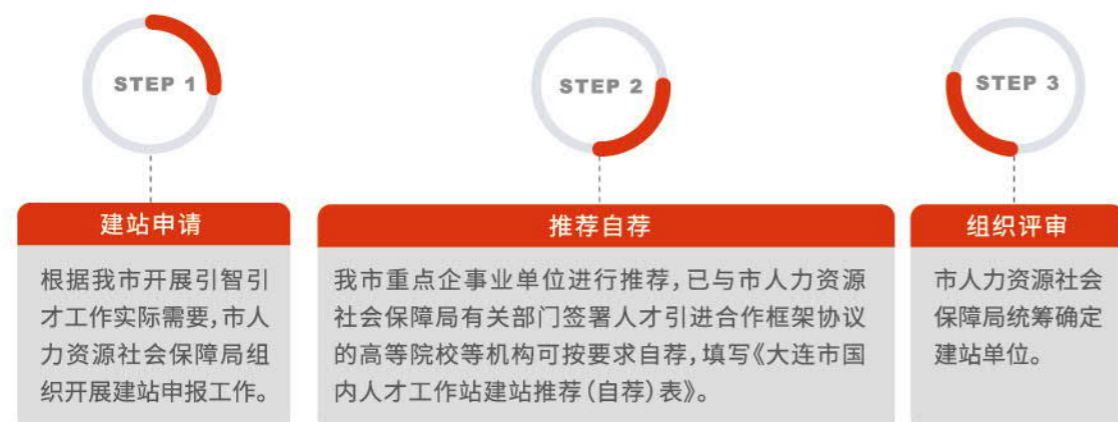 STEP 1
建站申请
根据我市开展引智引
才工作实际需要,市人
力资源社会保障局组
织开展建站申报工作。
STEP 2
推荐自荐
我市重点企事业单位进行推荐,已与市人力资源
社会保障局有关部门签署人才引进合作框架协议
的高等院校等机构可按要求自荐,填写《大连市国
内人才工作站建站推荐(自荐)表》。
STEP 3
组织评审
市人力资源社会
保障局统筹确定
建站单位。